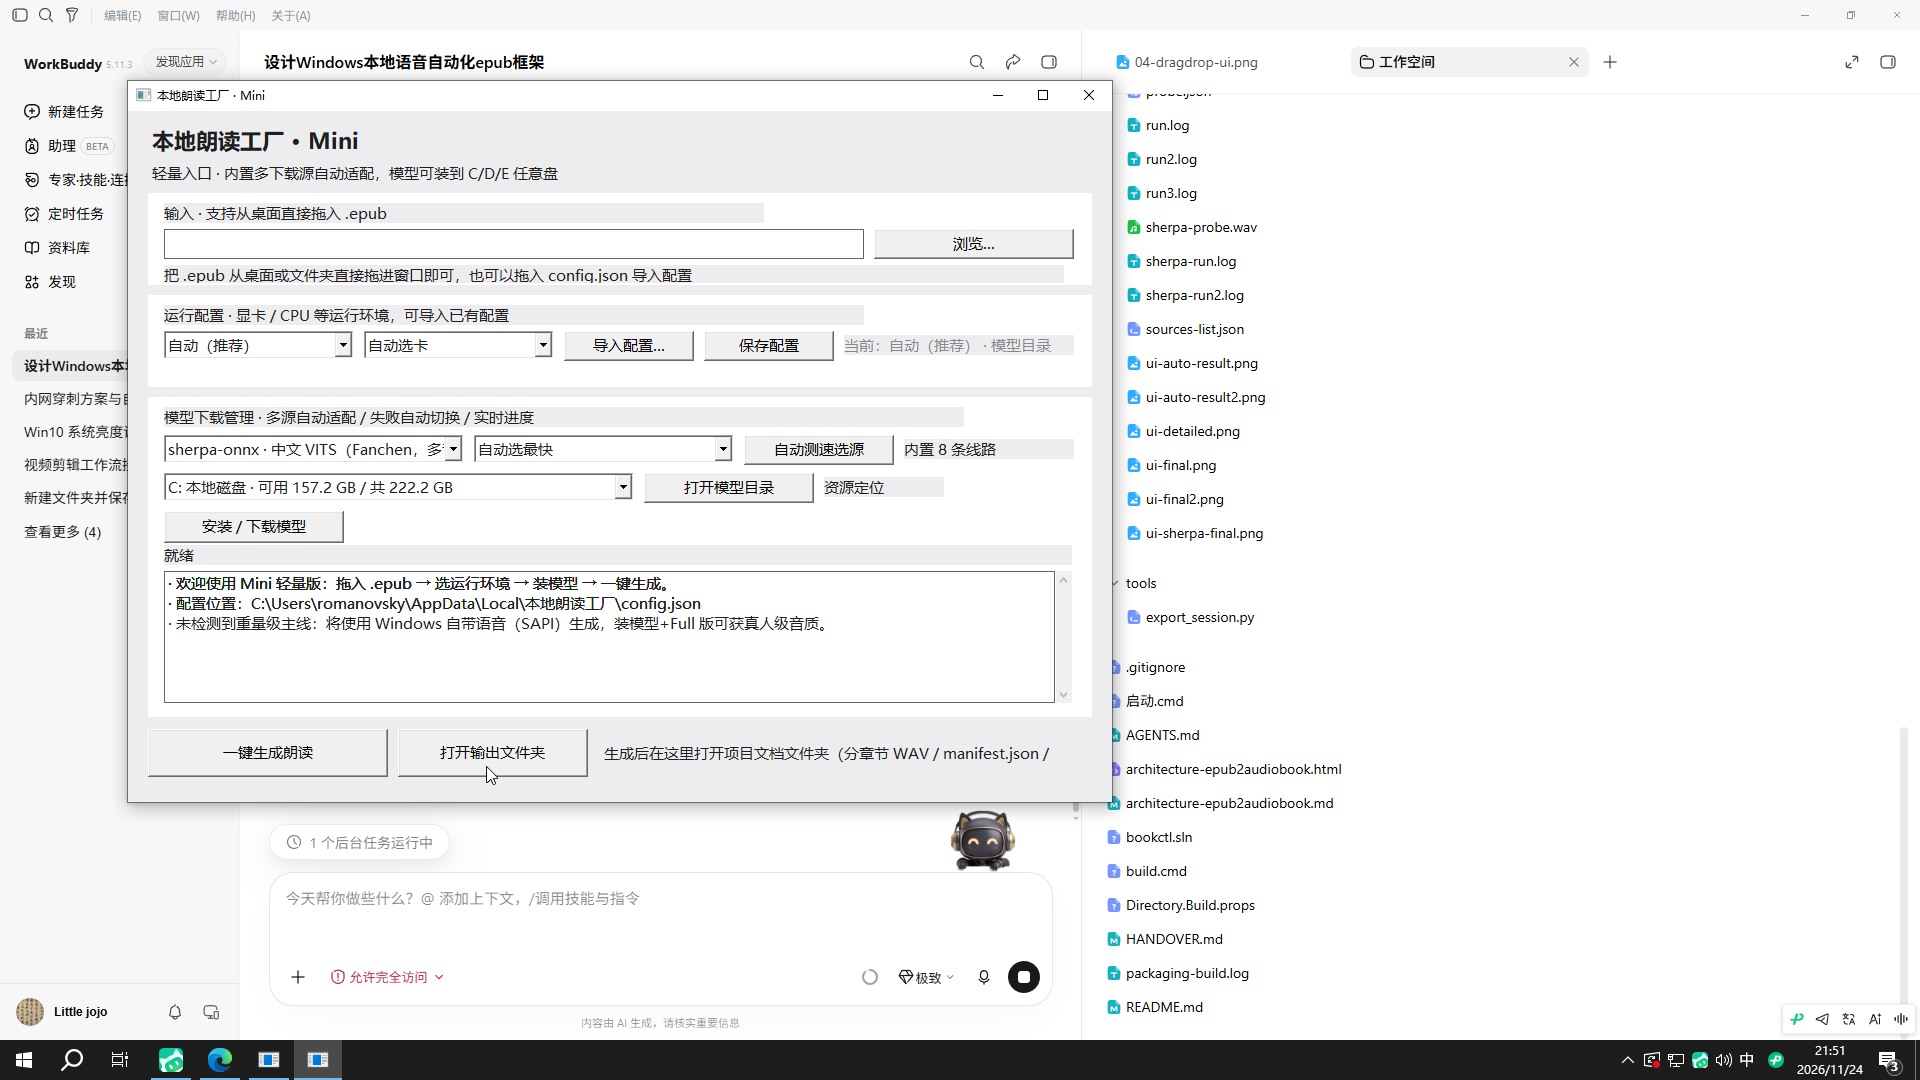 编辑(E) 窗口(W) 帮助(H) 关于(A)
WorkBuddy 5.11.3 发现应用
新建任务
助理 BETA
专家·技能·连接
定时任务
资料库
发现
最近
设计Windows本
内网穿刺方案与
Win10 系统亮度
视频剪辑工作流
新建文件夹并保
查看更多 (4)
Little jojo
设计Windows本地语音自动化epub框架
本地朗读工厂 · Mini
本地朗读工厂 · Mini
轻量入口 · 内置多下载源自动适配，模型可装到 C/D/E 任意盘
输入 · 支持从桌面直接拖入 .epub
浏览...
把 .epub 从桌面或文件夹直接拖进窗口即可，也可以拖入 config.json 导入配置
运行配置 · 显卡 / CPU 等运行环境，可导入已有配置
自动（推荐） 自动选卡 导入配置... 保存配置 当前：自动（推荐） · 模型目录
模型下载管理 · 多源自动适配 / 失败自动切换 / 实时进度
sherpa-onnx · 中文 VITS（Fanchen，多 自动选最快 自动测速选源 内置 8 条线路
C: 本地磁盘 · 可用 157.2 GB / 共 222.2 GB 打开模型目录 资源定位
安装 / 下载模型
就绪
· 欢迎使用 Mini 轻量版：拖入 .epub → 选运行环境 → 装模型 → 一键生成。
· 配置位置：C:\Users\romanovsky\AppData\Local\本地朗读工厂\config.json
· 未检测到重量级主线：将使用 Windows 自带语音（SAPI）生成，装模型+Full 版可获真人级音质。
一键生成朗读 打开输出文件夹 生成后在这里打开项目文档文件夹（分章节 WAV / manifest.json /
1 个后台任务运行中
今天帮你做些什么？@ 添加上下文，/调用技能与指令
允许完全访问 极致
内容由 AI 生成，请核实重要信息
04-dragdrop-ui.png 工作空间
probe.json
run.log
run2.log
run3.log
sherpa-probe.wav
sherpa-run.log
sherpa-run2.log
sources-list.json
ui-auto-result.png
ui-auto-result2.png
ui-detailed.png
ui-final.png
ui-final2.png
ui-sherpa-final.png
tools
export_session.py
.gitignore
启动.cmd
AGENTS.md
architecture-epub2audiobook.html
architecture-epub2audiobook.md
bookctl.sln
build.cmd
Directory.Build.props
HANDOVER.md
packaging-build.log
README.md
中
21:51
2026/11/24
3